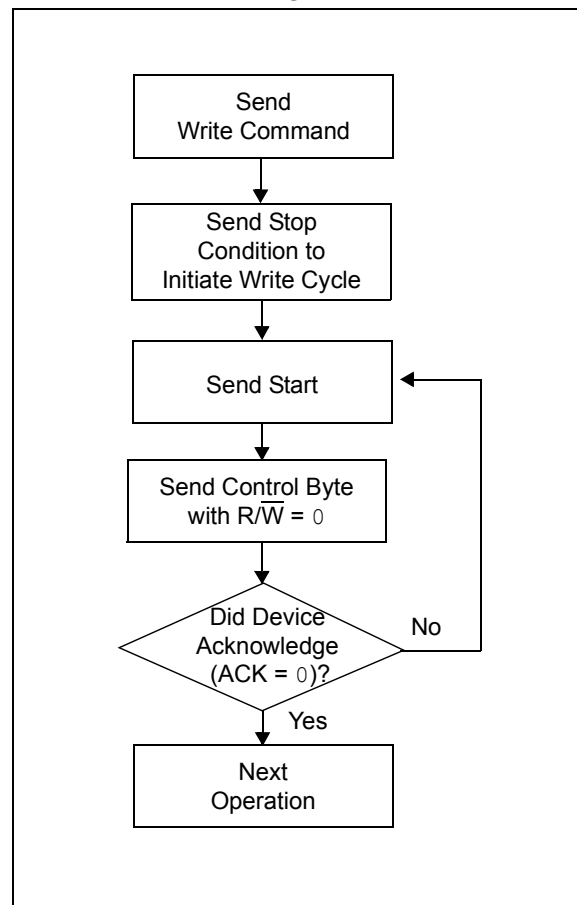 Send
Write Command
Send Stop
Condition to
Initiate Write Cycle
Send Start
Send Control Byte
with R/W̅ = 0
Did Device
Acknowledge
(ACK = 0)?
No
Yes
Next
Operation